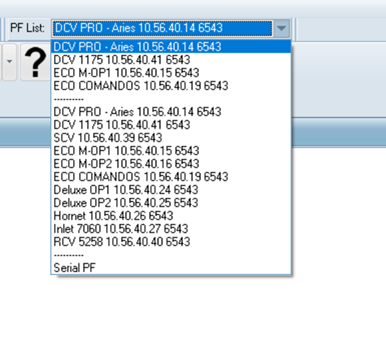 PF List: DCV PRO - Aries 10.56.40.14 6543
DCV PRO - Aries 10.56.40.14 6543
DCV 1175 10.56.40.41 6543
ECO M-OP1 10.56.40.15 6543
ECO COMANDOS 10.56.40.19 6543
----------
DCV PRO - Aries 10.56.40.14 6543
DCV 1175 10.56.40.41 6543
SCV 10.56.40.39 6543
ECO M-OP1 10.56.40.15 6543
ECO M-OP2 10.56.40.16 6543
ECO COMANDOS 10.56.40.19 6543
Deluxe OP1 10.56.40.24 6543
Deluxe OP2 10.56.40.25 6543
Hornet 10.56.40.26 6543
Inlet 7060 10.56.40.27 6543
RCV 5258 10.56.40.40 6543
----------
Serial PF
?